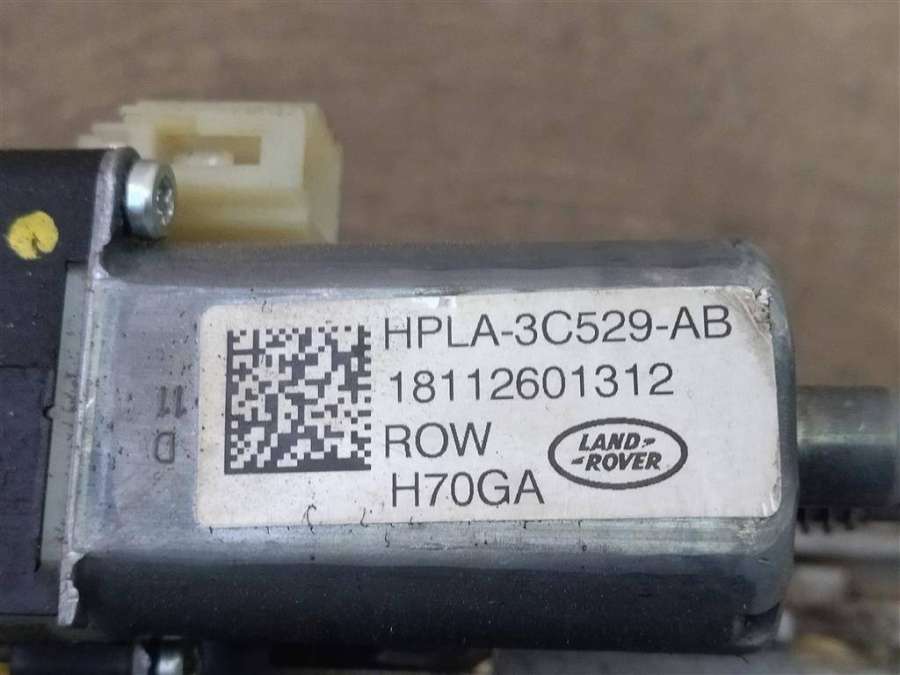 HPLA-3C529-AB
18112601312
ROW
H70GA
LAND-
-ROVER
11
D